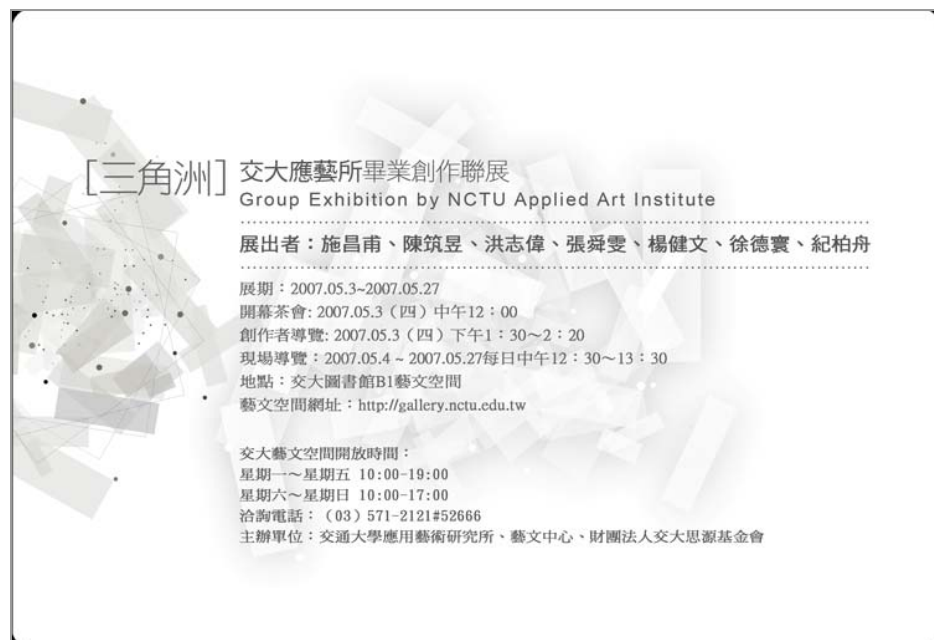 [三角洲] 交大應藝所畢業創作聯展
Group Exhibition by NCTU Applied Art Institute
展出者：施昌甫、陳筑昱、洪志偉、張舜雯、楊健文、徐德寰、紀柏舟
展期：2007.05.3~2007.05.27
開幕茶會: 2007.05.3（四）中午12：00
創作者導覽: 2007.05.3（四）下午1：30～2：20
現場導覽：2007.05.4 ~ 2007.05.27每日中午12：30～13：30
地點：交大圖書館B1藝文空間
藝文空間網址：http://gallery.nctu.edu.tw
交大藝文空間開放時間：
星期一～星期五 10:00-19:00
星期六～星期日 10:00-17:00
洽詢電話：（03）571-2121#52666
主辦單位：交通大學應用藝術研究所、藝文中心、財團法人交大思源基金會